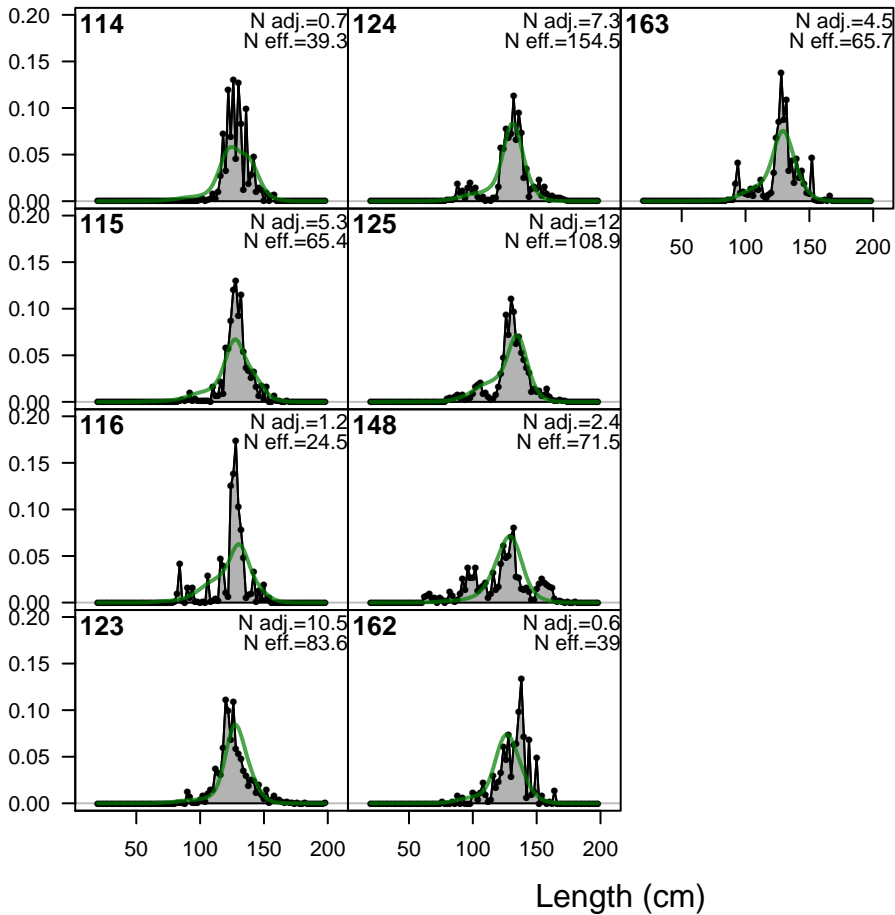 0.20
0.15
0.10
0.05
0.00
114
N adj.=0.7
N eff.=39.3
124
N adj.=7.3
N eff.=154.5
163
N adj.=4.5
N eff.=65.7
50
100
150
200
0.20
0.15
0.10
0.05
0.00
115
N adj.=5.3
N eff.=65.4
125
N adj.=12
N eff.=108.9
0.20
0.15
0.10
0.05
0.00
116
N adj.=1.2
N eff.=24.5
148
N adj.=2.4
N eff.=71.5
0.20
0.15
0.10
0.05
0.00
123
N adj.=10.5
N eff.=83.6
162
N adj.=0.6
N eff.=39
50
100
150
200
50
100
150
200
Length (cm)